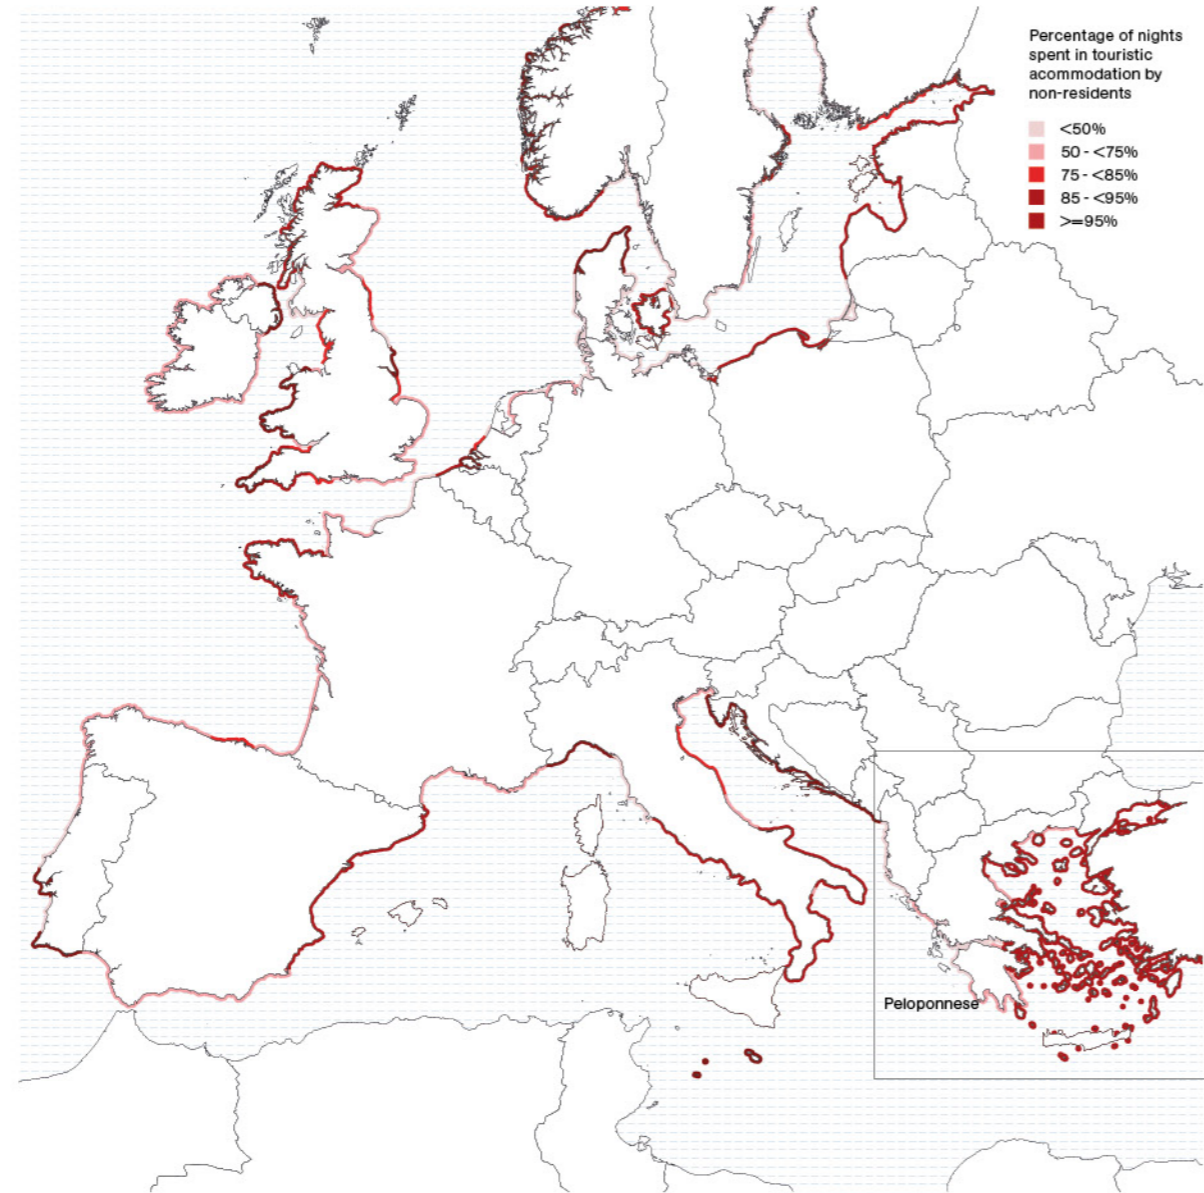 Percentage of nights
spent in touristic
acommodation by
non-residents
<50%
50 - <75%
75 - <85%
85 - <95%
>=95%
Peloponnese